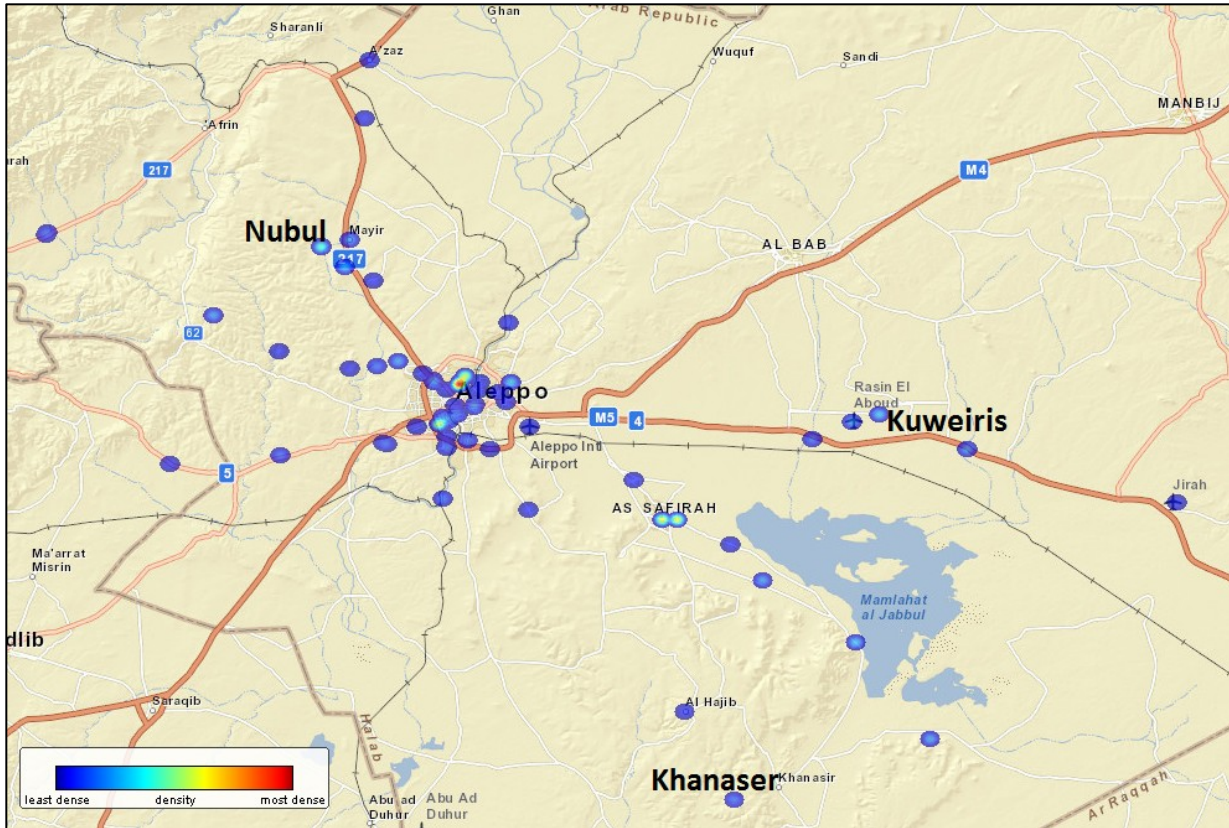 Ghan
Arab Republic
Sharanli
A'zaz
Wuquf
Sandi
MANBIJ
'Afrin
arah
217
M4
Nubul
Mayir
AL BAB
217
62
Aleppo
Rasin El
Aboud
Kuweiris
M5
4
Aleppo Intl
Airport
5
Jirah
AS SAFIRAH
Ma'arrat
Misrin
Mamlahat
al Jabbul
dlib
Saraqib
Al Hajib
Halab
Khanaser
Khanasir
least dense
density
most dense
Abu ad
Duhur
Abu Ad
Duhur
Ar Raqqah